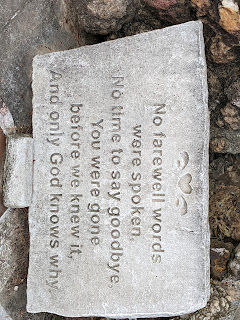 No farewell words
were spoken,
No time to say goodbye.
You were gone
before we knew it,
And only God knows why